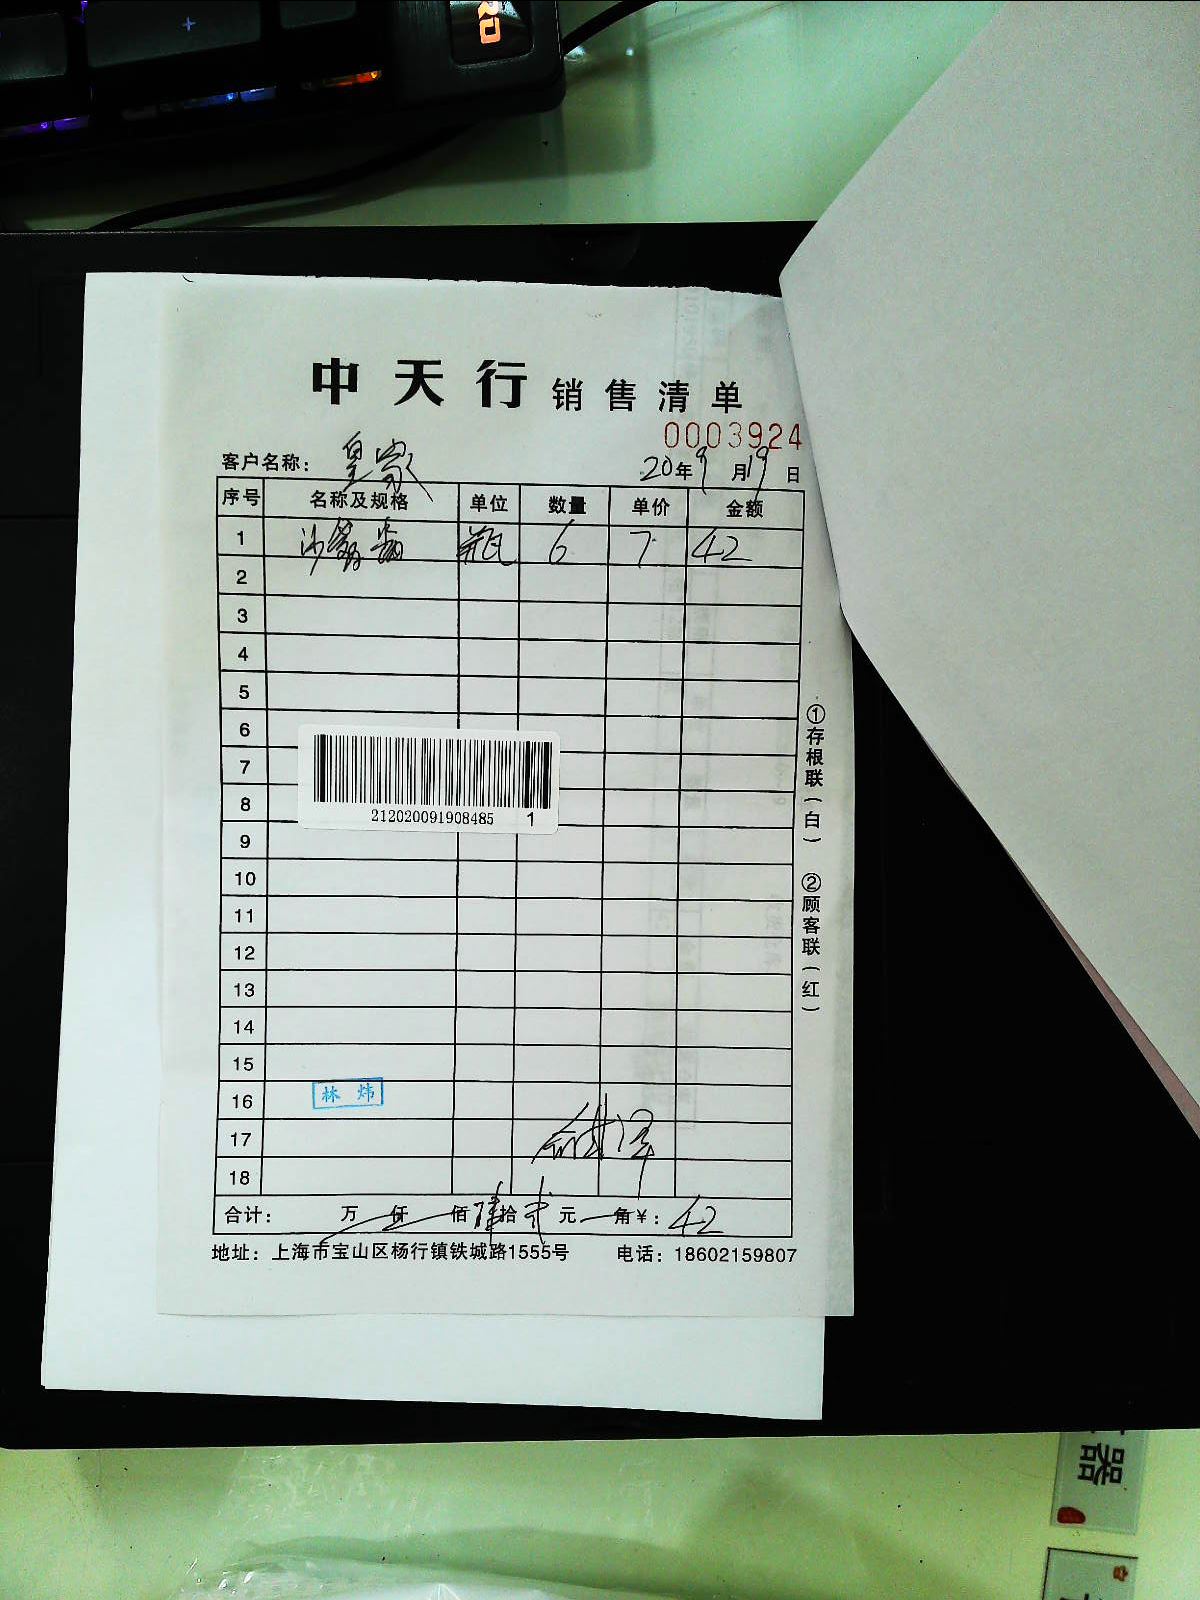 中天行销售清单
0003924
客户名称：皇家 20年9月19日
序号 名称及规格 单位 数量 单价 金额
1 瓶 6 7 42
2
3
4
5
6
7
8
9
10
11
12
13
14
15
16
17
18
212020091908485 1
林炜
合计： 万 仟 佰 肆拾贰元 角¥：42
地址：上海市宝山区杨行镇铁城路1555号 电话：18602159807
①存根联（白） ②顾客联（红）
器